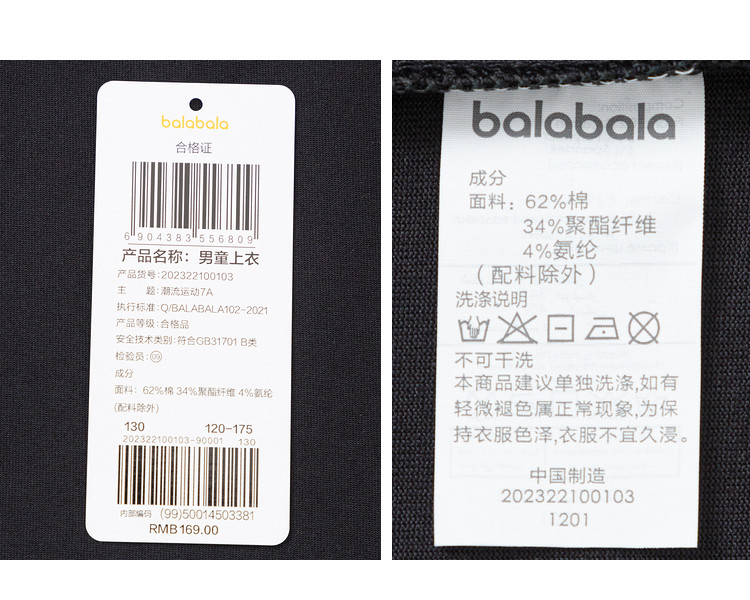 balabala
合格证
6 904383 556809
产品名称：男童上衣
产品货号:202322100103
主　　题:潮流运动7A
执行标准:Q/BALABALA102-2021
产品等级:合格品
安全技术类别:符合GB31701 B类
检验员:09
成分
面料：62%棉 34%聚酯纤维 4%氨纶
(配料除外)
130 120-175
202322100103-90001 130
内部编码 (99)50014503381
RMB169.00
balabala
成分
面料：62%棉
34%聚酯纤维
4%氨纶
(配料除外)
洗涤说明
不可干洗
本商品建议单独洗涤,如有
轻微褪色属正常现象,为保
持衣服色泽,衣服不宜久浸。
中国制造
202322100103
1201